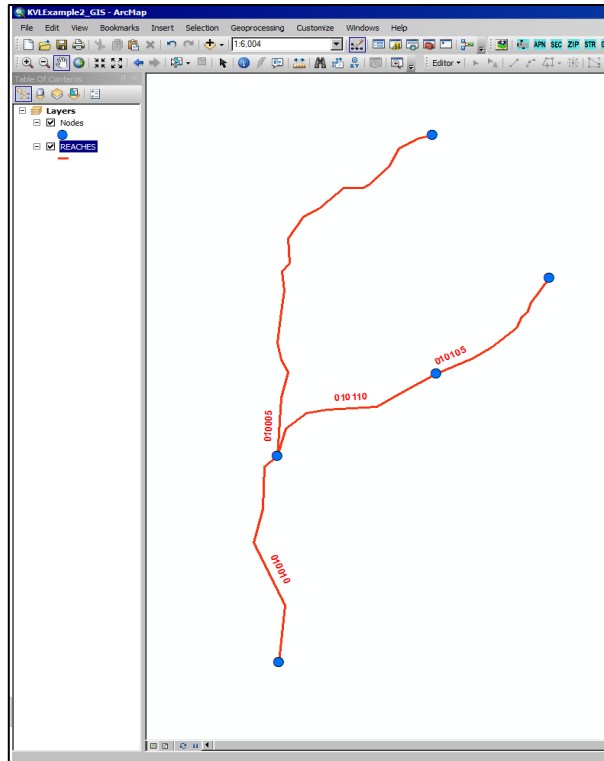 KVLExample2_GIS - ArcMap
File Edit View Bookmarks Insert Selection Geoprocessing Customize Windows Help
1:6,004 APN SEC ZIP STR
Editor
Table Of Contents
Layers
Nodes
REACHES
010105
010110
010005
010010